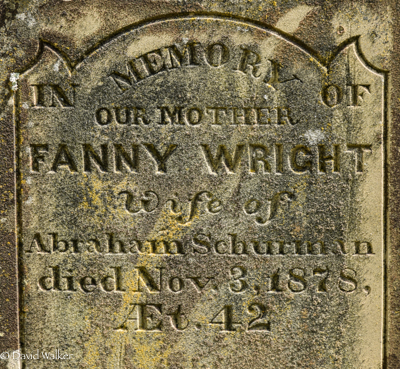 IN MEMORY OF
OUR MOTHER
FANNY WRIGHT
Wife of
Abraham Schurman
died Nov. 3, 1878,
Æt. 42
© David Walker